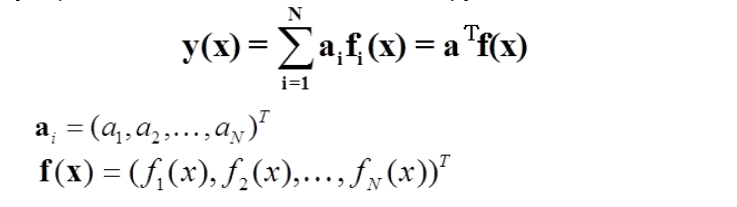 y(x) = ∑_{i=1}^{N} a_i f_i (x) = a^T f(x)
a_i = (a_1, a_2, ..., a_N)^T
f(x) = (f_1(x), f_2(x), ..., f_N(x))^T